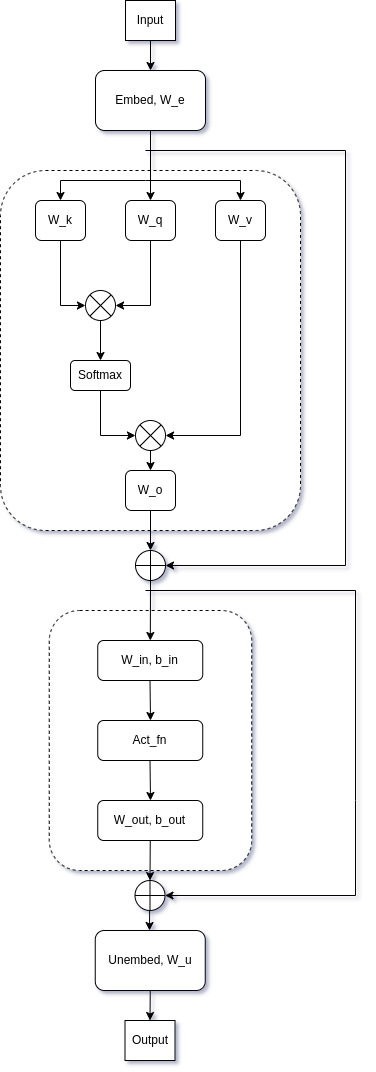 Input
Embed, W_e
W_k
W_q
W_v
Softmax
W_o
W_in, b_in
Act_fn
W_out, b_out
Unembed, W_u
Output